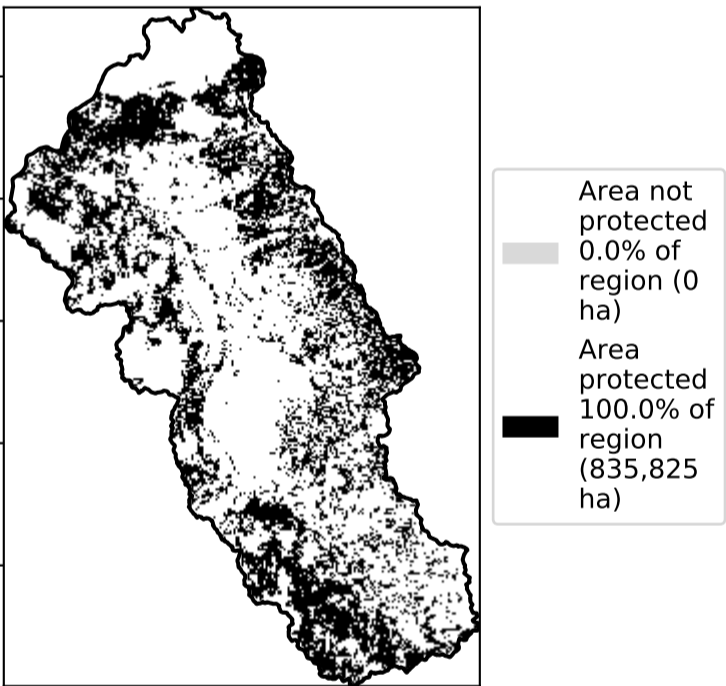 Area not
protected
0.0% of
region (0
ha)
Area
protected
100.0% of
region
(835,825
ha)